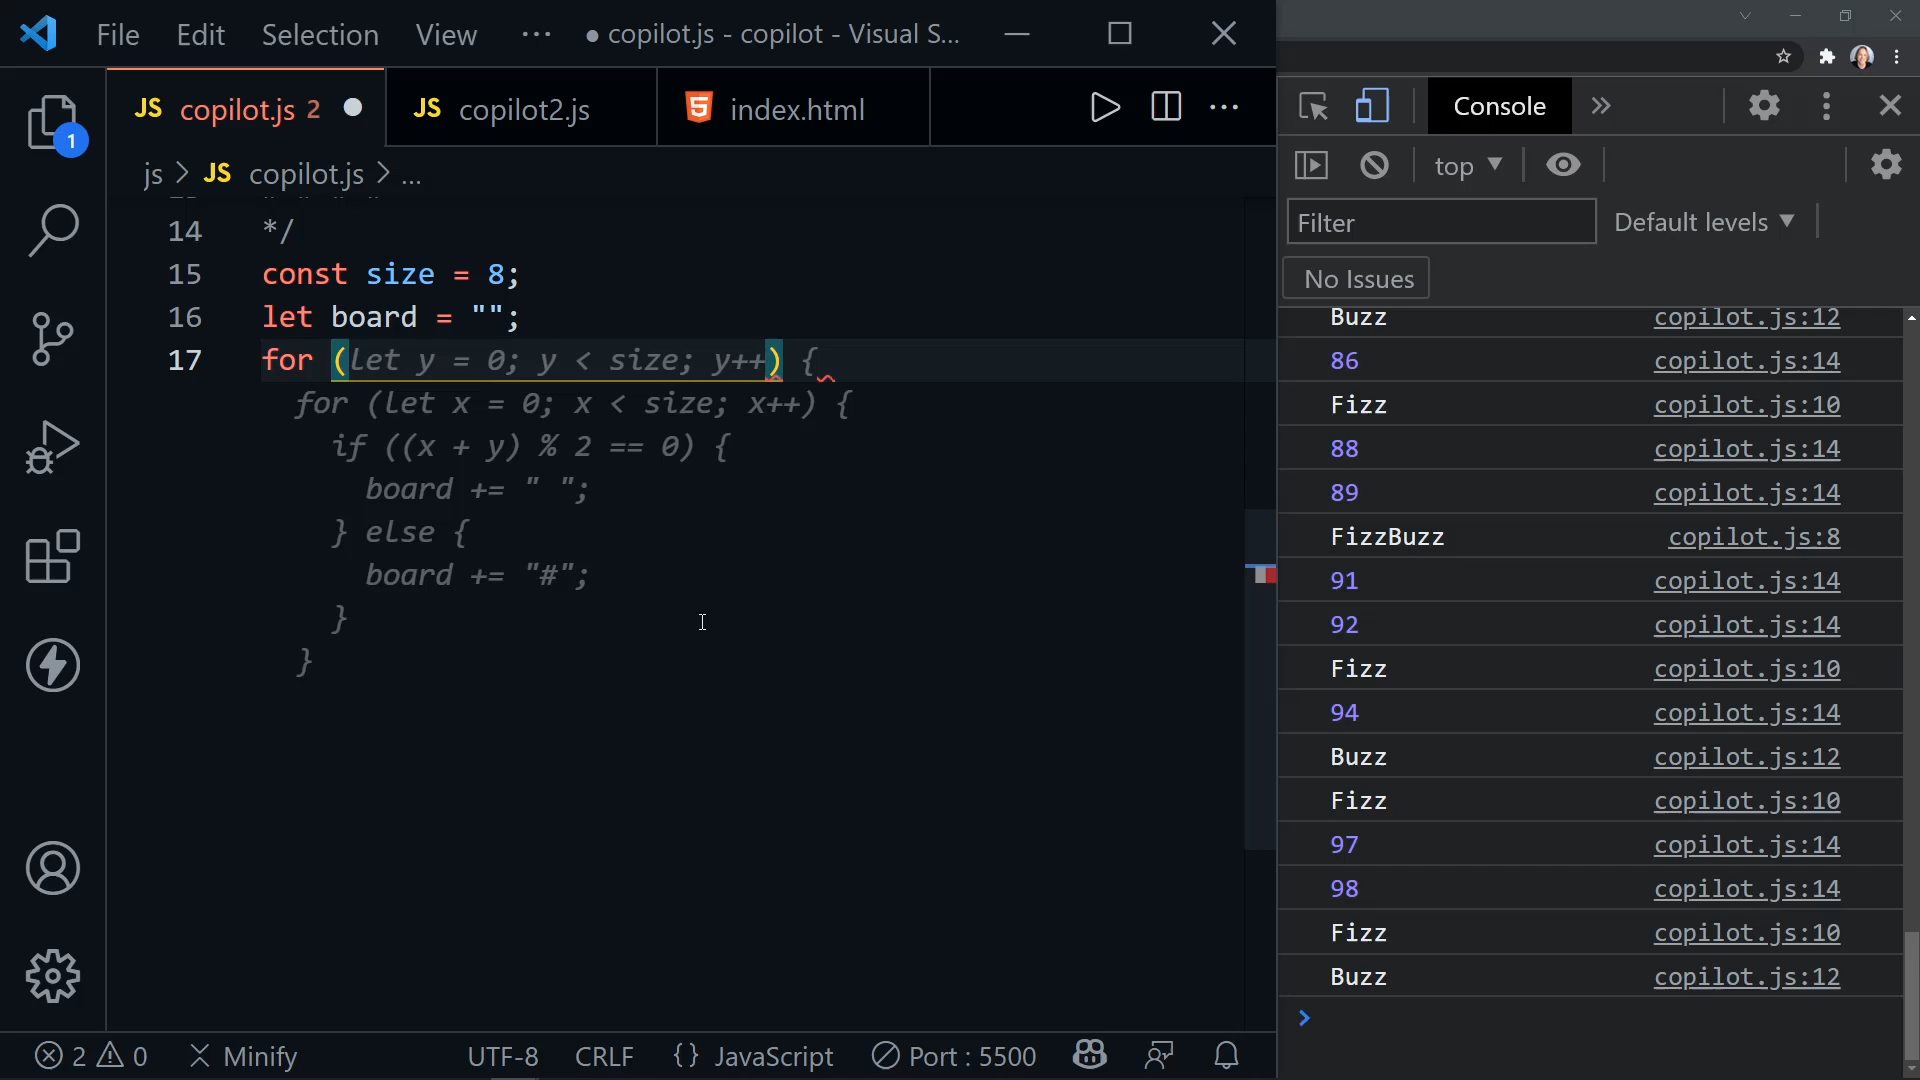 File Edit Selection View ··· ● copilot.js - copilot - Visual S...
JS copilot.js 2 ●
JS copilot2.js
index.html
js > JS copilot.js > ...
1
14 */
15 const size = 8;
16 let board = "";
17 for (let y = 0; y < size; y++) {
for (let x = 0; x < size; x++) {
if ((x + y) % 2 == 0) {
board += " ";
} else {
board += "#";
}
}
2 0 Minify UTF-8 CRLF {} JavaScript Port : 5500
Console »
top
Filter Default levels
No Issues
Buzz copilot.js:12
86 copilot.js:14
Fizz copilot.js:10
88 copilot.js:14
89 copilot.js:14
FizzBuzz copilot.js:8
91 copilot.js:14
92 copilot.js:14
Fizz copilot.js:10
94 copilot.js:14
Buzz copilot.js:12
Fizz copilot.js:10
97 copilot.js:14
98 copilot.js:14
Fizz copilot.js:10
Buzz copilot.js:12
>